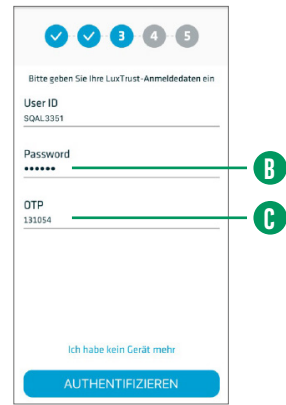 3 4 5
Bitte geben Sie Ihre LuxTrust-Anmeldedaten ein
User ID
SQAL3351
Password
••••••
B
OTP
131054
C
Ich habe kein Gerät mehr
AUTHENTIFIZIEREN